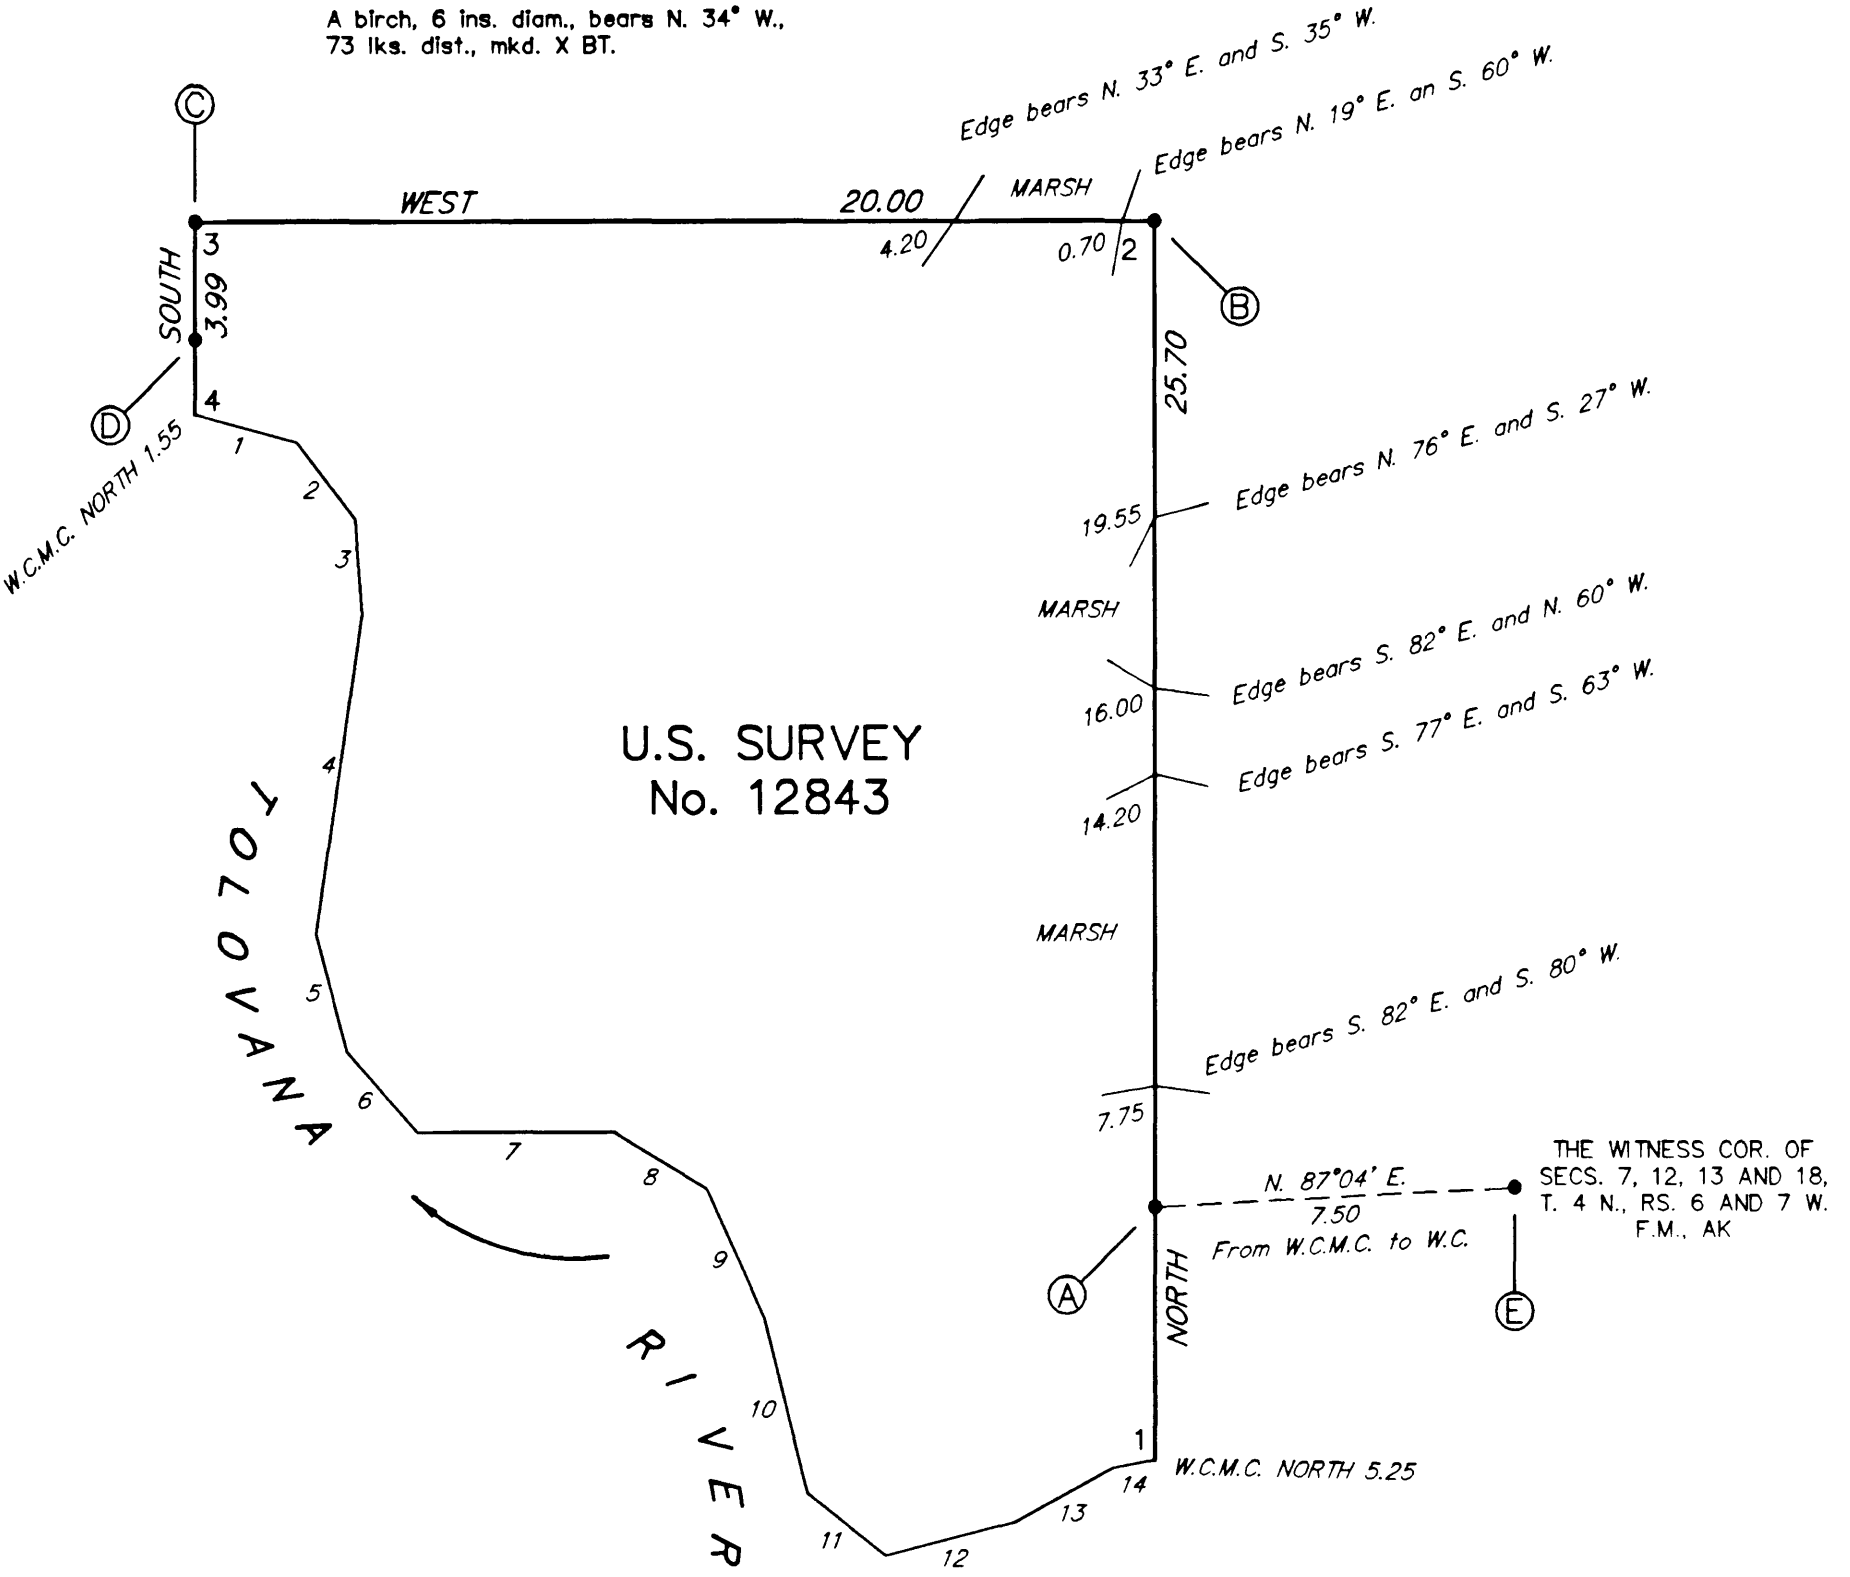 A birch, 6 ins. diam., bears N. 34° W.,
73 lks. dist., mkd. X BT.
Edge bears N. 33° E. and S. 35° W.
Edge bears N. 19° E. an S. 60° W.
C
WEST
20.00
MARSH
3
4.20
0.70
2
SOUTH
3.99
B
25.70
4
D
W.C.M.C. NORTH 1.55
1
2
3
Edge bears N. 76° E. and S. 27° W.
19.55
MARSH
Edge bears S. 82° E. and N. 60° W.
16.00
Edge bears S. 77° E. and S. 63° W.
14.20
U.S. SURVEY
No. 12843
4
MARSH
5
Edge bears S. 82° E. and S. 80° W.
7.75
6
7
8
9
10
11
12
13
14
TOLOVANA
RIVER
N. 87°04' E.
7.50
From W.C.M.C. to W.C.
THE WITNESS COR. OF
SECS. 7, 12, 13 AND 18,
T. 4 N., RS. 6 AND 7 W.
F.M., AK
A
NORTH
E
1
W.C.M.C. NORTH 5.25